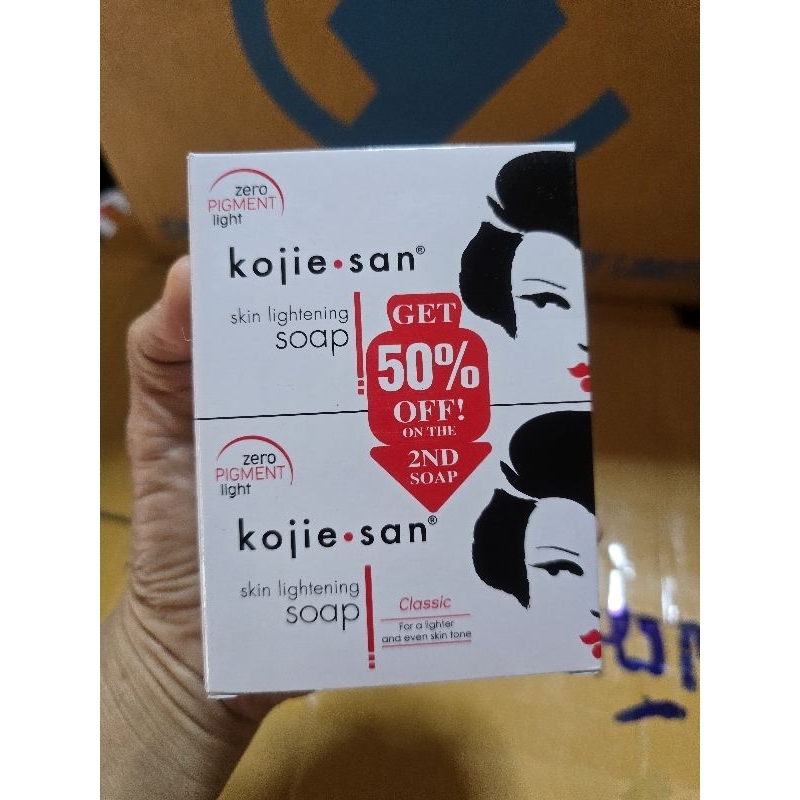 zero
PIGMENT
light
kojie•san®
skin lightening
soap
GET
50%
OFF!
ON THE
2ND
SOAP
zero
PIGMENT
light
kojie•san®
skin lightening
soap
Classic
For a lighter
and even skin tone